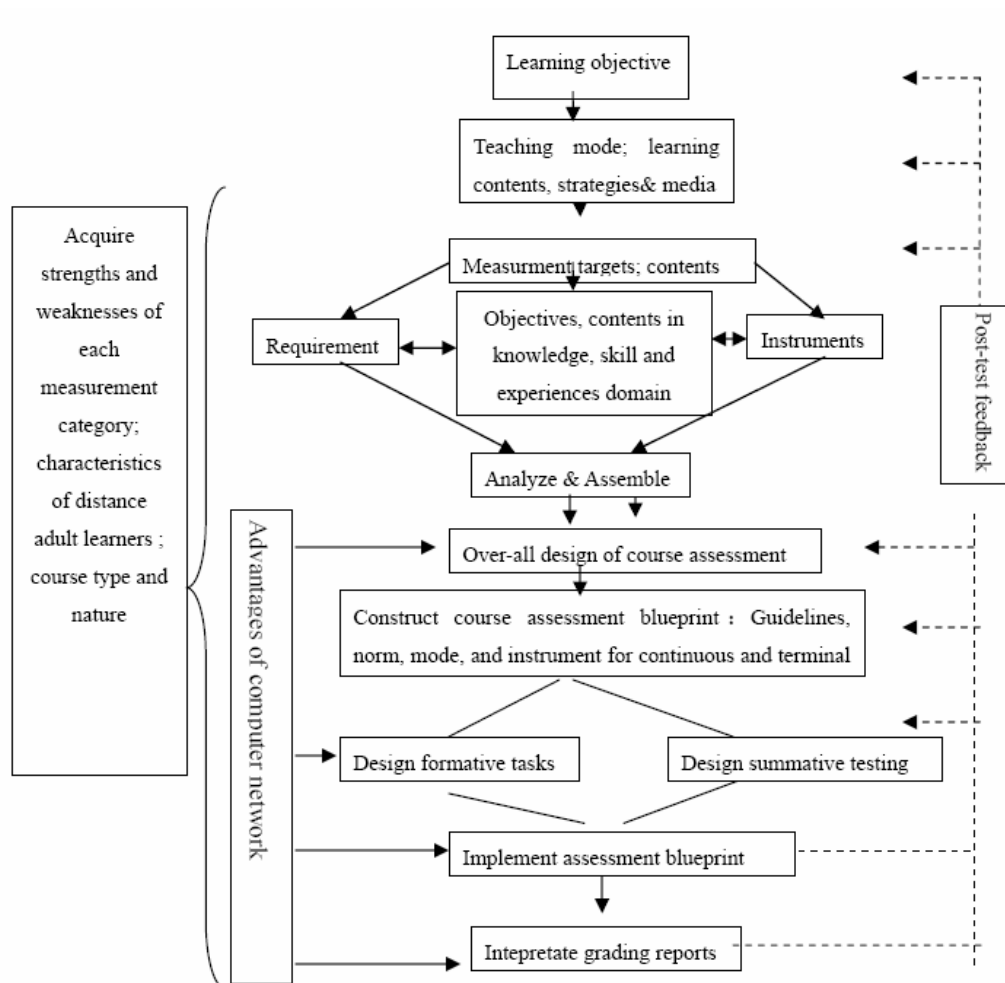 Learning objective
Teaching mode; learning
contents, strategies& media
Acquire
strengths and
weaknesses of
each
measurement
category;
characteristics
of distance
adult learners ;
course type and
nature
Measurment targets; contents
Requirement
Objectives, contents in
knowledge, skill and
experiences domain
Instruments
Post-test feedback
Analyze & Assemble
Advantages of computer network
Over-all design of course assessment
Construct course assessment blueprint：Guidelines,
norm, mode, and instrument for continuous and terminal
Design formative tasks
Design summative testing
Implement assessment blueprint
Intepretate grading reports